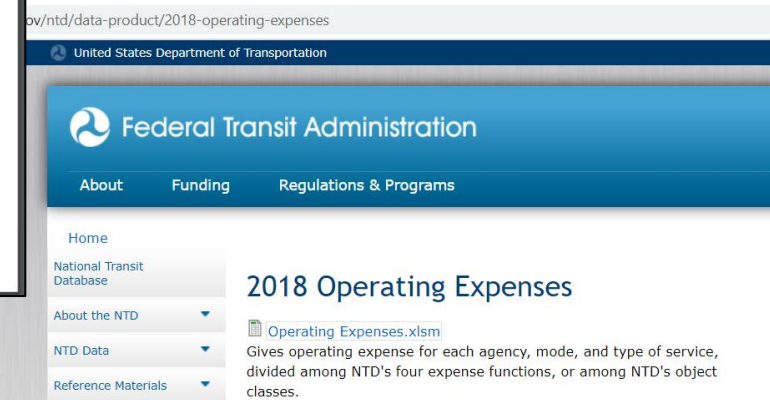 ov/ntd/data-product/2018-operating-expenses
United States Department of Transportation
Federal Transit Administration
About Funding Regulations & Programs
Home
National Transit
Database
About the NTD
NTD Data
Reference Materials
2018 Operating Expenses
Operating Expenses.xlsm
Gives operating expense for each agency, mode, and type of service,
divided among NTD's four expense functions, or among NTD's object
classes.